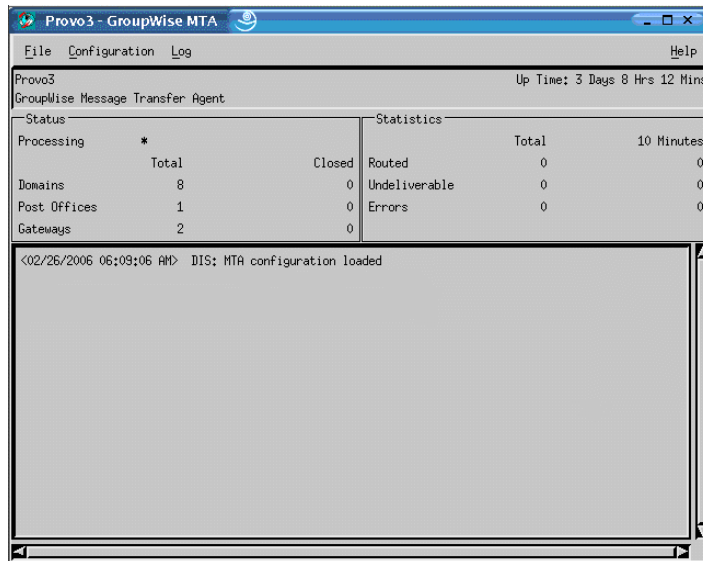 Provo3 - GroupWise MTA
File Configuration Log Help
Provo3 Up Time: 3 Days 8 Hrs 12 Mins
GroupWise Message Transfer Agent
Status Statistics
Processing * Total 10 Minutes
Total Closed Routed 0 0
Domains 8 0 Undeliverable 0 0
Post Offices 1 0 Errors 0 0
Gateways 2 0
<02/26/2006 06:09:06 AM> DIS: MTA configuration loaded